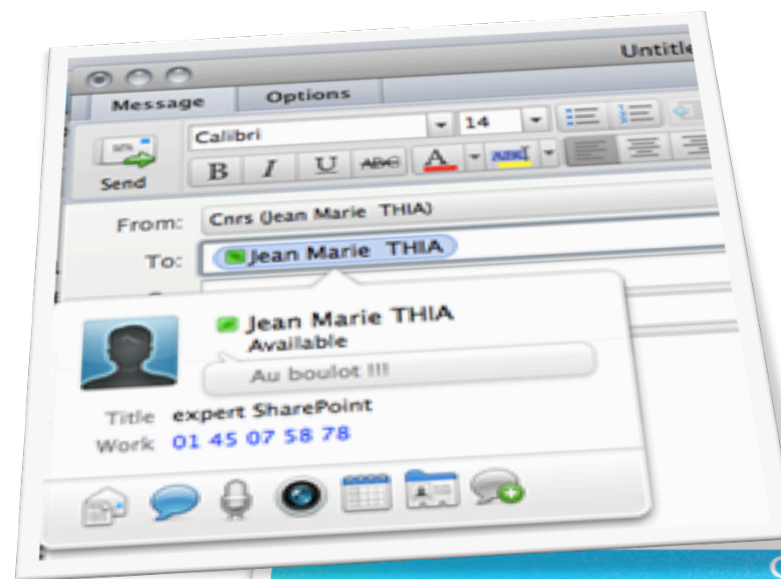 Untitle
Message Options
Calibri 14
Send B I U ABC A
From: Cnrs (Jean Marie THIA)
To: Jean Marie THIA
Jean Marie THIA
Available
Au boulot !!!
Title expert SharePoint
Work 01 45 07 58 78